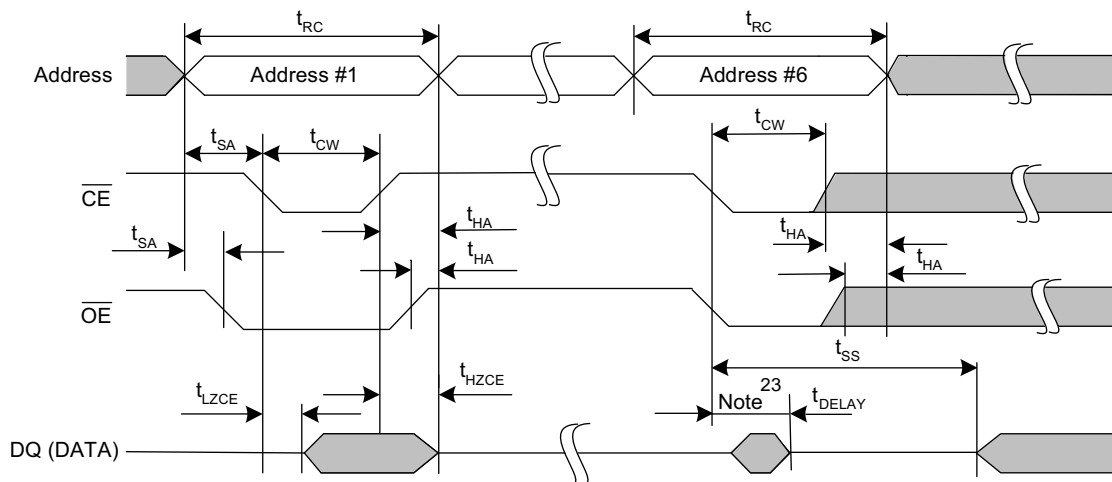 tRC
tRC
Address
Address #1
Address #6
tSA
tCW
tCW
CE
tHA
tSA
tHA
tHA
tHA
OE
tSS
tLZCE
tHZCE
Note 23
tDELAY
DQ (DATA)